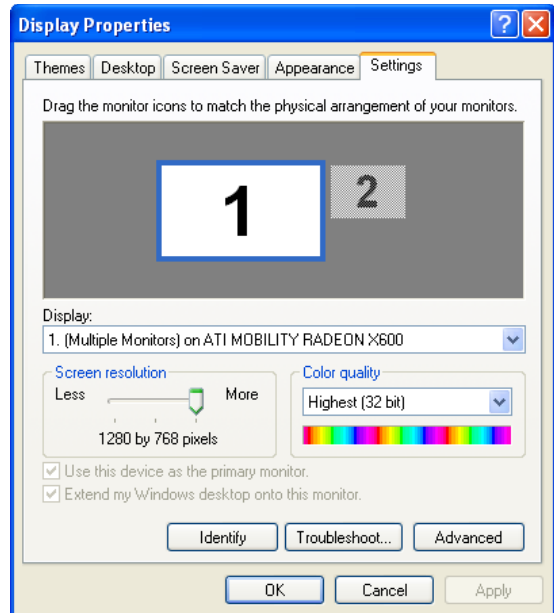 Display Properties
Themes Desktop Screen Saver Appearance Settings
Drag the monitor icons to match the physical arrangement of your monitors.
1 2
Display:
1. (Multiple Monitors) on ATI MOBILITY RADEON X600
Screen resolution Color quality
Less More Highest (32 bit)
1280 by 768 pixels
Use this device as the primary monitor.
Extend my Windows desktop onto this monitor.
Identify Troubleshoot... Advanced
OK Cancel Apply